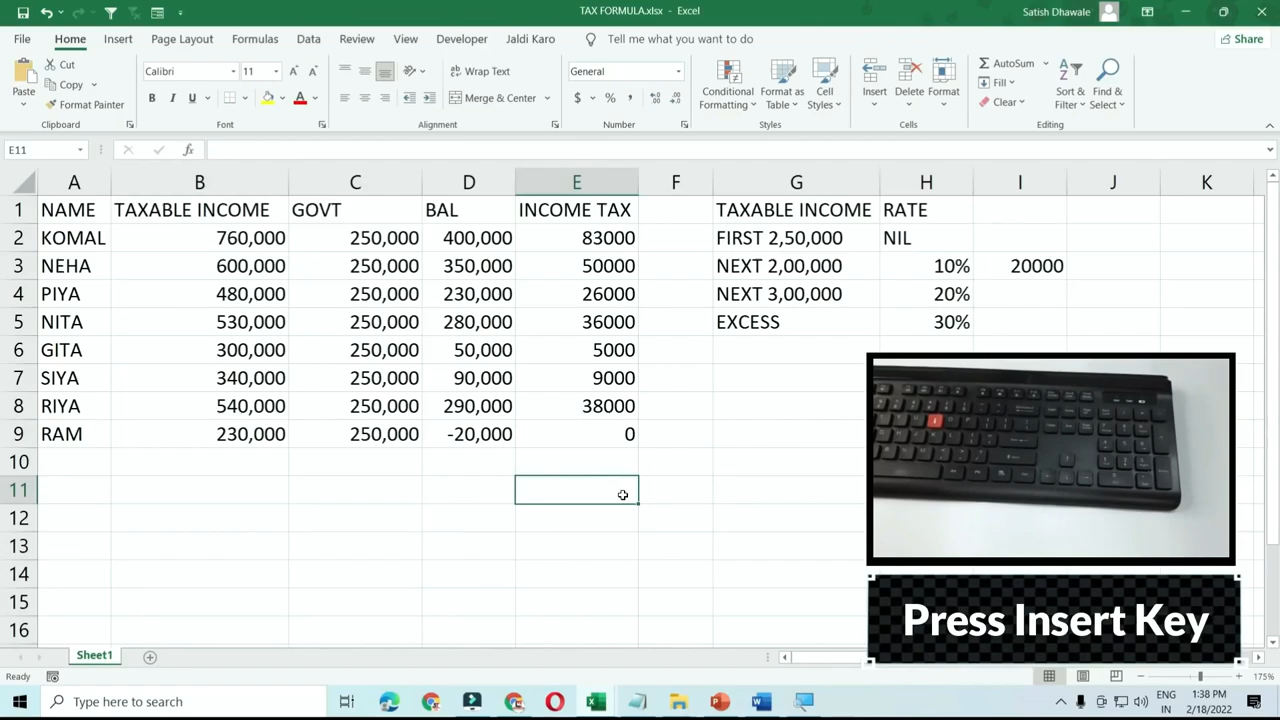 TAX FORMULA.xlsx - Excel
Satish Dhawale
File Home Insert Page Layout Formulas Data Review View Developer Jaldi Karo Tell me what you want to do Share
Paste Cut Copy Format Painter Clipboard
Calibri 11 B I U A A A Font
Wrap Text Merge & Center Alignment
General $ % , Number
Conditional Formatting Format as Table Cell Styles Styles
Insert Delete Format Cells
AutoSum Fill Clear Sort & Filter Find & Select Editing
E11 fx
A B C D E F G H I J K
1 NAME TAXABLE INCOME GOVT BAL INCOME TAX TAXABLE INCOME RATE
2 KOMAL 760,000 250,000 400,000 83000 FIRST 2,50,000 NIL
3 NEHA 600,000 250,000 350,000 50000 NEXT 2,00,000 10% 20000
4 PIYA 480,000 250,000 230,000 26000 NEXT 3,00,000 20%
5 NITA 530,000 250,000 280,000 36000 EXCESS 30%
6 GITA 300,000 250,000 50,000 5000
7 SIYA 340,000 250,000 90,000 9000
8 RIYA 540,000 250,000 290,000 38000
9 RAM 230,000 250,000 -20,000 0
10
11
12
13
14
15
16
Press Insert Key
Sheet1
Ready
175%
Type here to search
ENG
IN
1:38 PM
2/18/2022